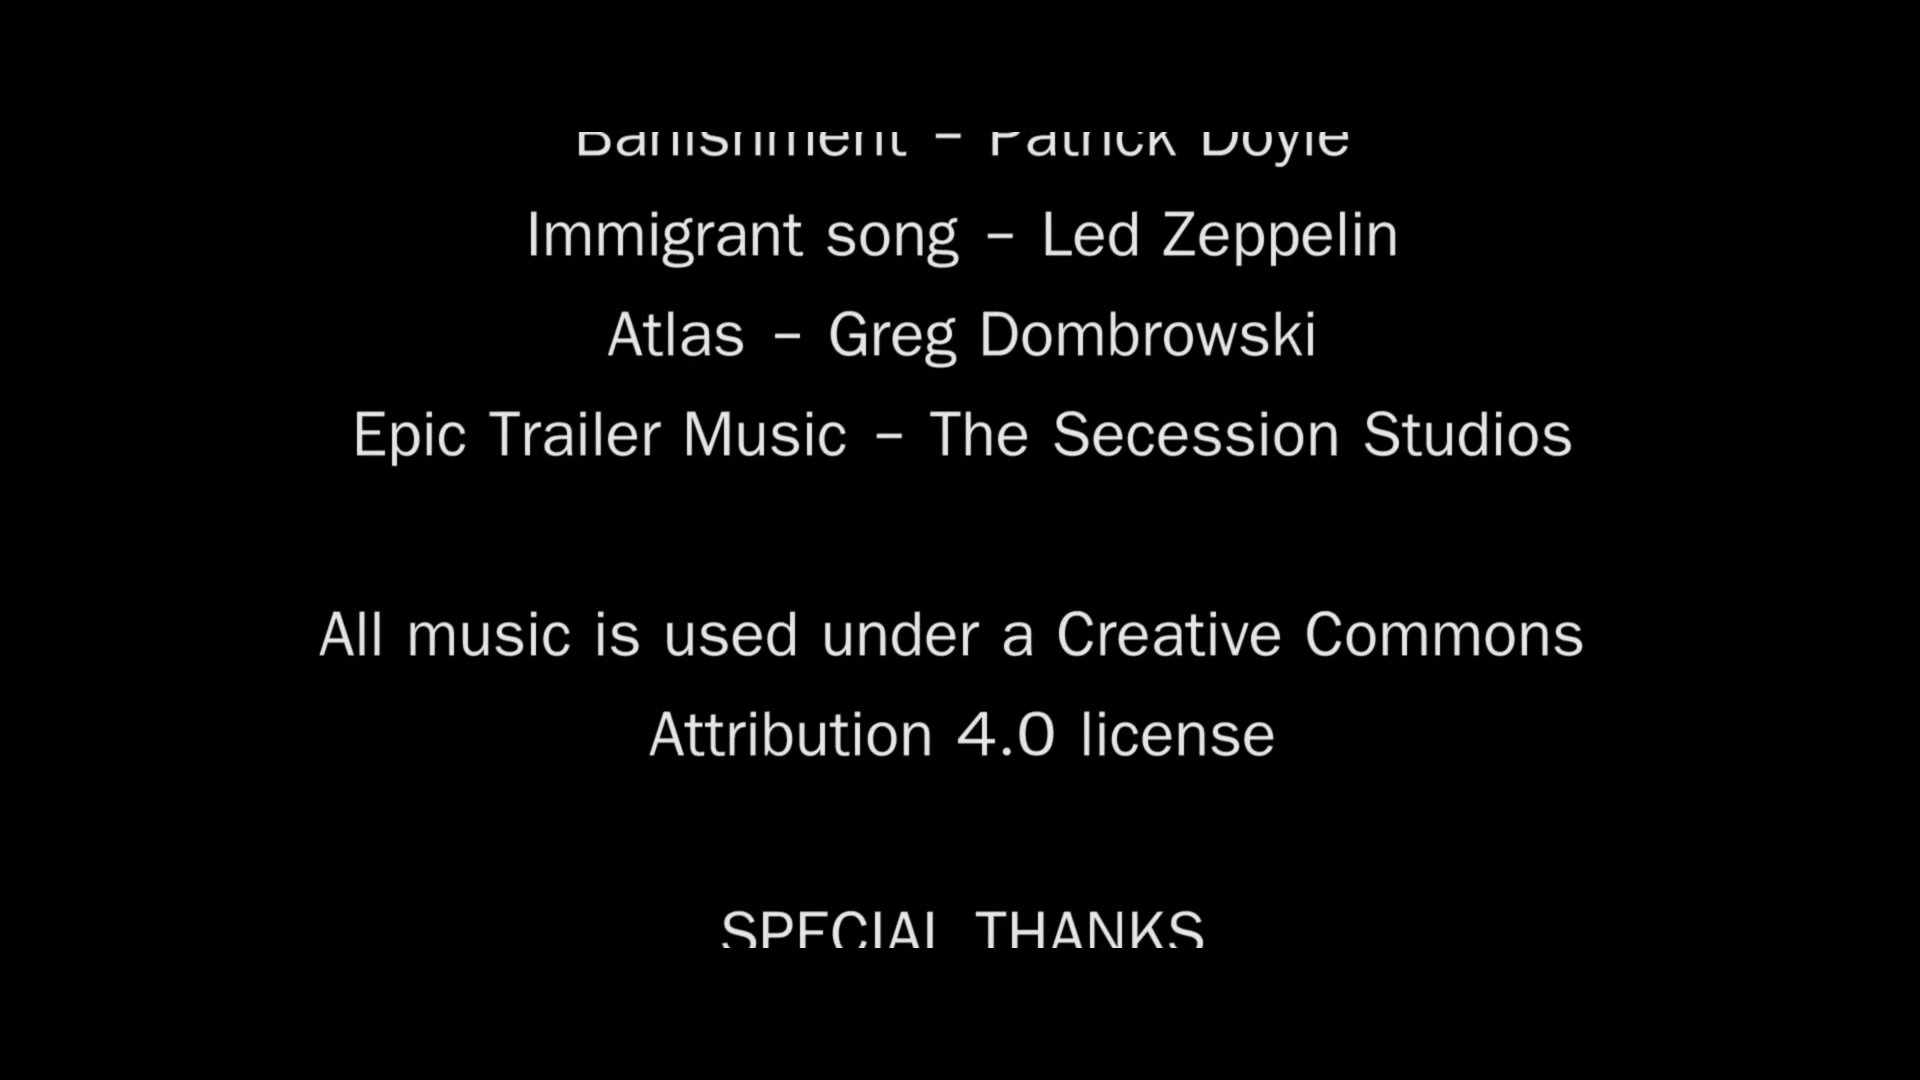 Banishment – Patrick Doyle
Immigrant song – Led Zeppelin
Atlas – Greg Dombrowski
Epic Trailer Music – The Secession Studios
All music is used under a Creative Commons
Attribution 4.0 license
SPECIAL THANKS